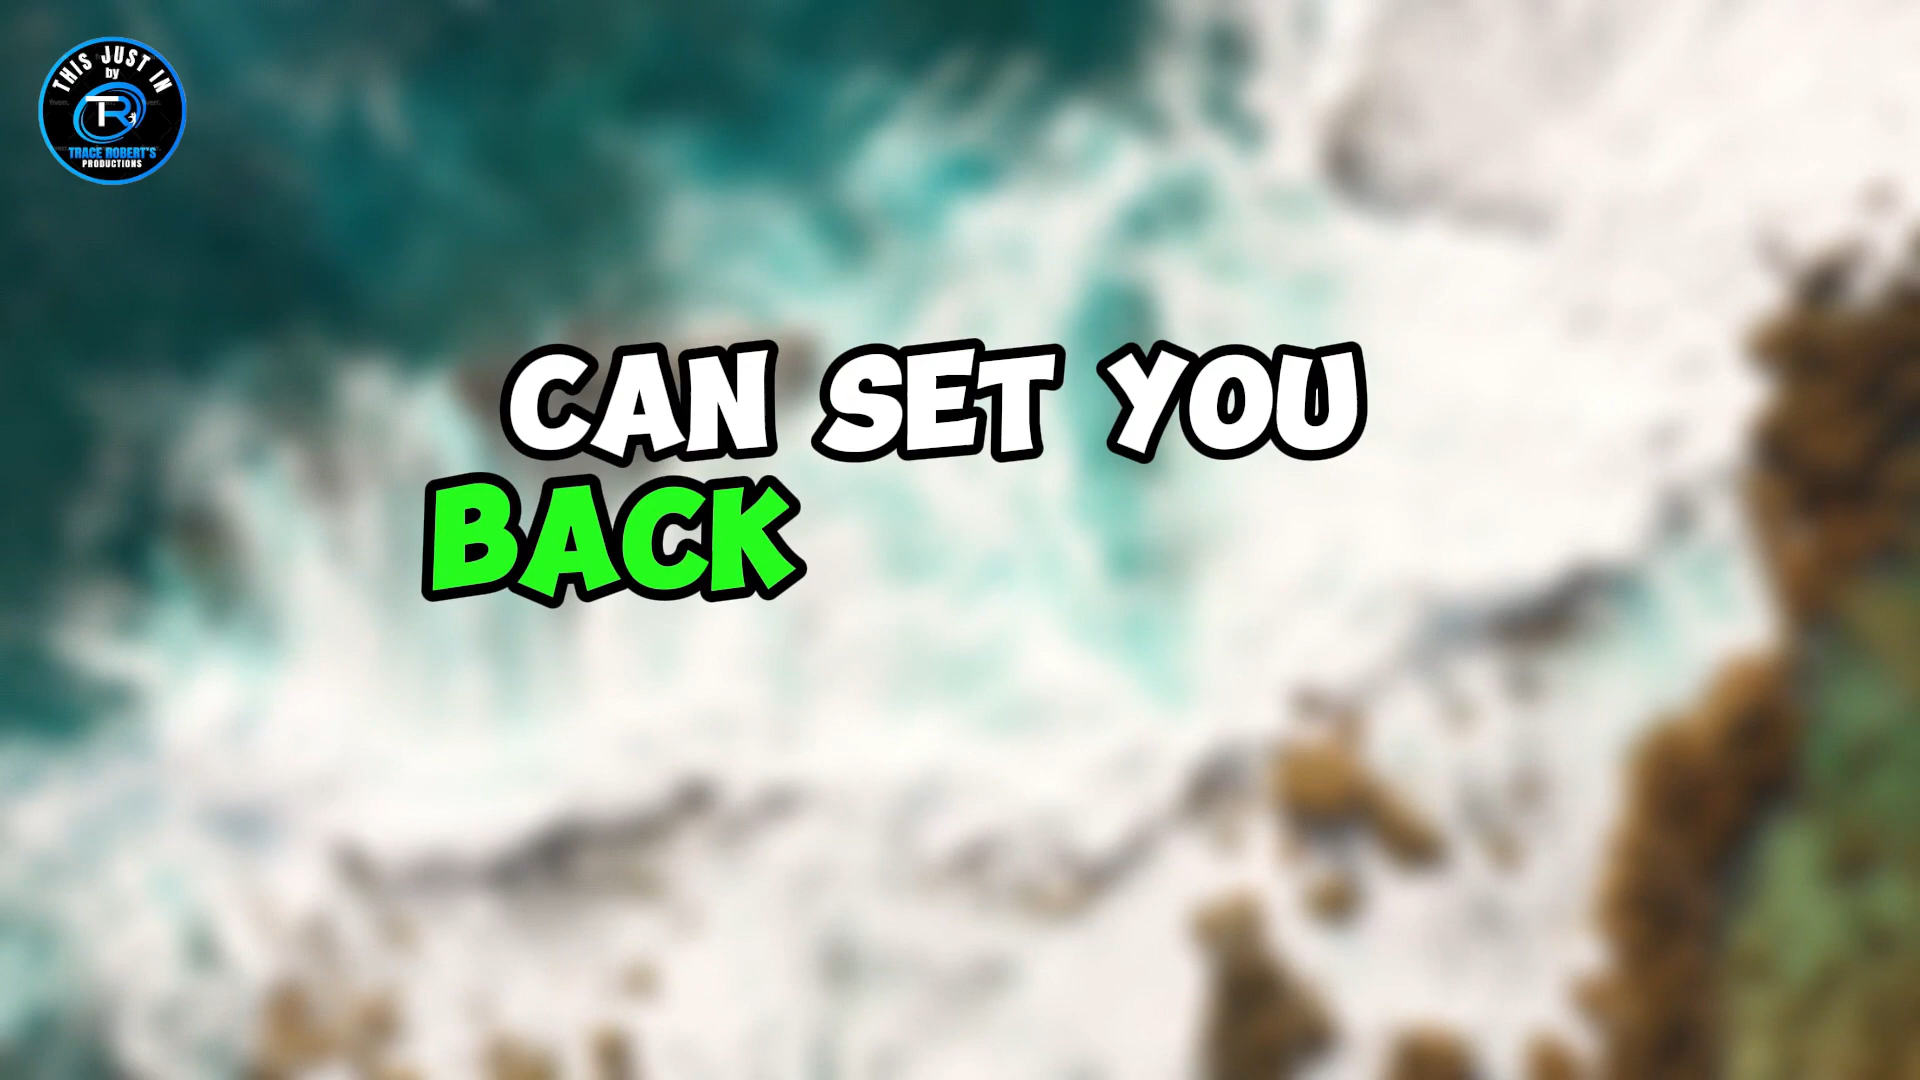 THIS JUST IN
by
TR
TRACE ROBERT'S
PRODUCTIONS
CAN SET YOU
BACK